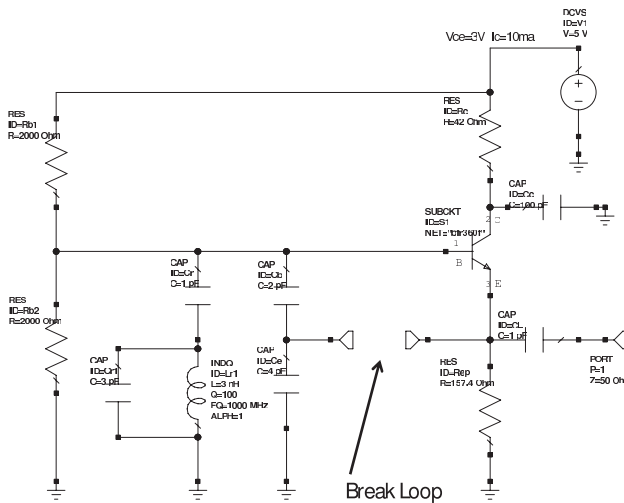 DCVS
ID=V1
V=5 V
Vce=3V Ic=10ma
RES
ID=Rb1
R=2000 Ohm
RES
ID=Rc
R=42 Ohm
CAP
ID=Cc
C=100 pF
SUBCKT
ID=S1
NET="bfr360f"
2
C
1
B
3
E
CAP
ID=Cr
C=1 pF
CAP
ID=Cb
C=2 pF
RES
ID=Rb2
R=2000 Ohm
CAP
ID=Cr1
C=3 pF
INDQ
ID=Lr1
L=3 nH
Q=100
FQ=1000 MHz
ALPH=1
CAP
ID=Ce
C=4 pF
CAP
ID=CL
C=1 pF
RES
ID=Rep
R=157.4 Ohm
PORT
P=1
Z=50 Ohm
Break Loop